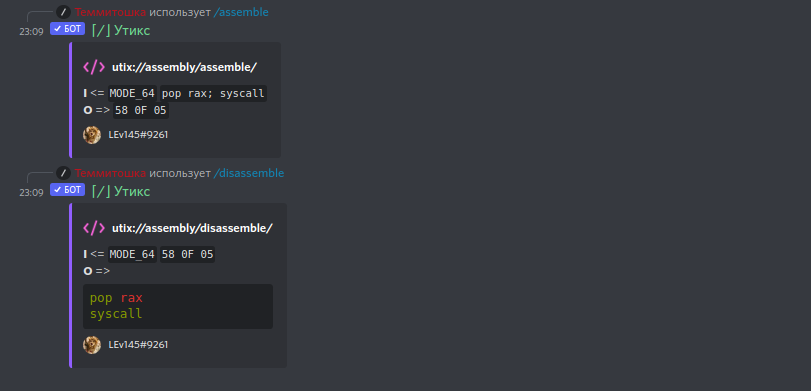 / Теммитошка использует /assemble
23:09 ✓ БОТ [/] Утикс
</> utix://assembly/assemble/
I <= MODE_64 pop rax; syscall
O => 58 0F 05
LEv145#9261
/ Теммитошка использует /disassemble
23:09 ✓ БОТ [/] Утикс
</> utix://assembly/disassemble/
I <= MODE_64 58 0F 05
O =>
pop rax
syscall
LEv145#9261